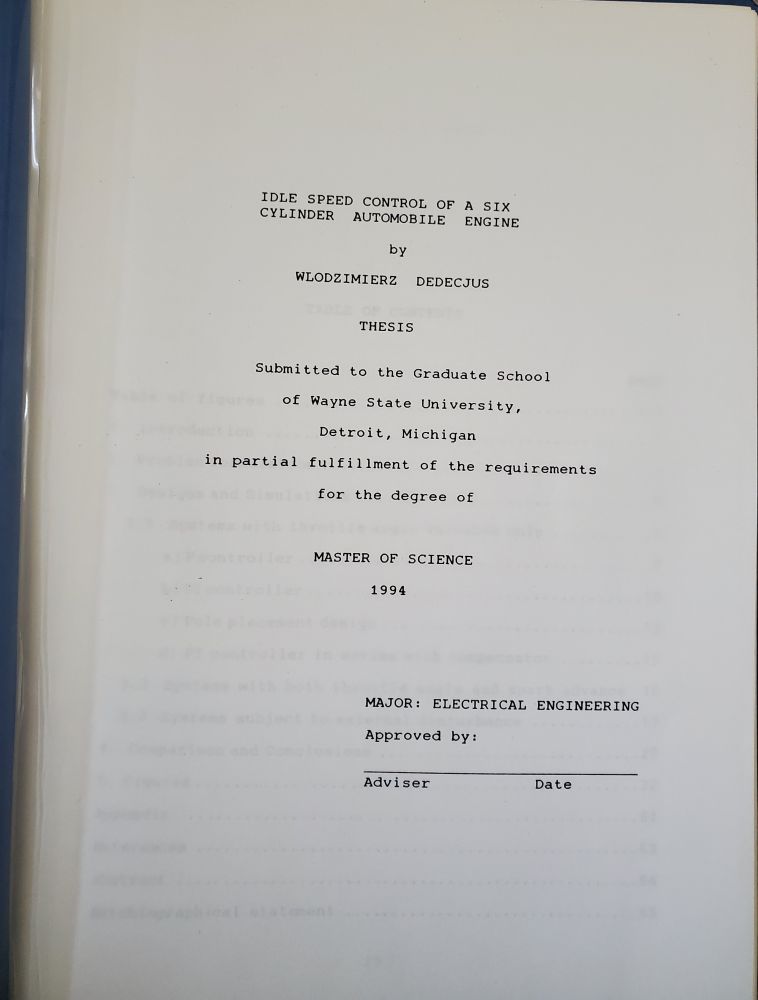 IDLE SPEED CONTROL OF A SIX
CYLINDER AUTOMOBILE ENGINE
by
WLODZIMIERZ DEDECJUS
THESIS
Submitted to the Graduate School
of Wayne State University,
Detroit, Michigan
in partial fulfillment of the requirements
for the degree of
MASTER OF SCIENCE
1994
MAJOR: ELECTRICAL ENGINEERING
Approved by:
Adviser Date